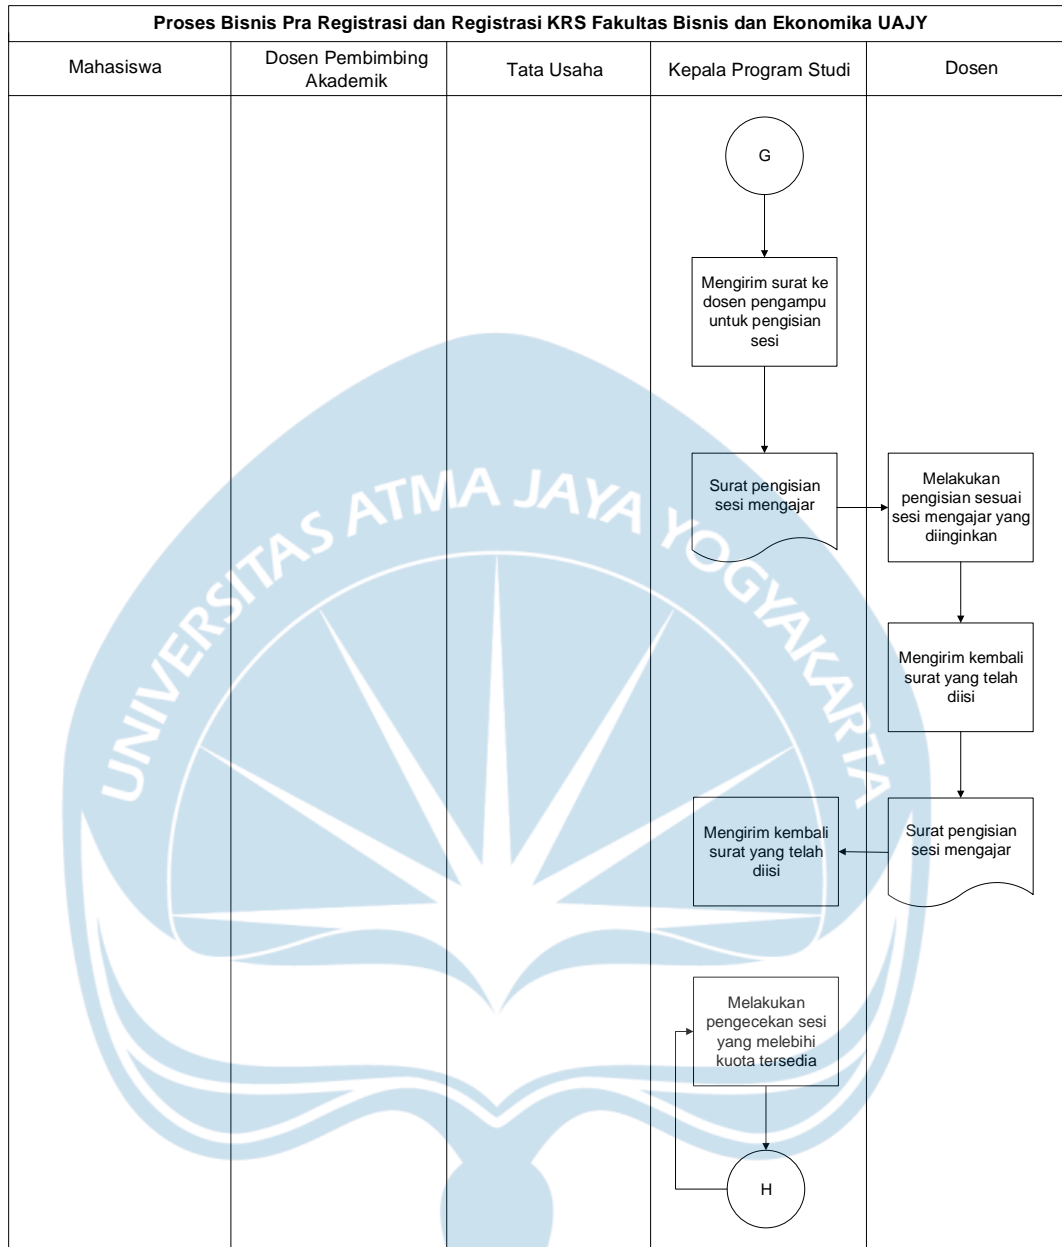 Proses Bisnis Pra Registrasi dan Registrasi KRS Fakultas Bisnis dan Ekonomika UAJY
Mahasiswa
Dosen Pembimbing
Akademik
Tata Usaha
Kepala Program Studi
Dosen
G
Mengirim surat ke
dosen pengampu
untuk pengisian
sesi
Surat pengisian
sesi mengajar
Melakukan
pengisian sesuai
sesi mengajar yang
diinginkan
Mengirim kembali
surat yang telah
diisi
Surat pengisian
sesi mengajar
Mengirim kembali
surat yang telah
diisi
Melakukan
pengecekan sesi
yang melebihi
kuota tersedia
H
UNIVERSITAS ATMA JAYA YOGYAKARTA